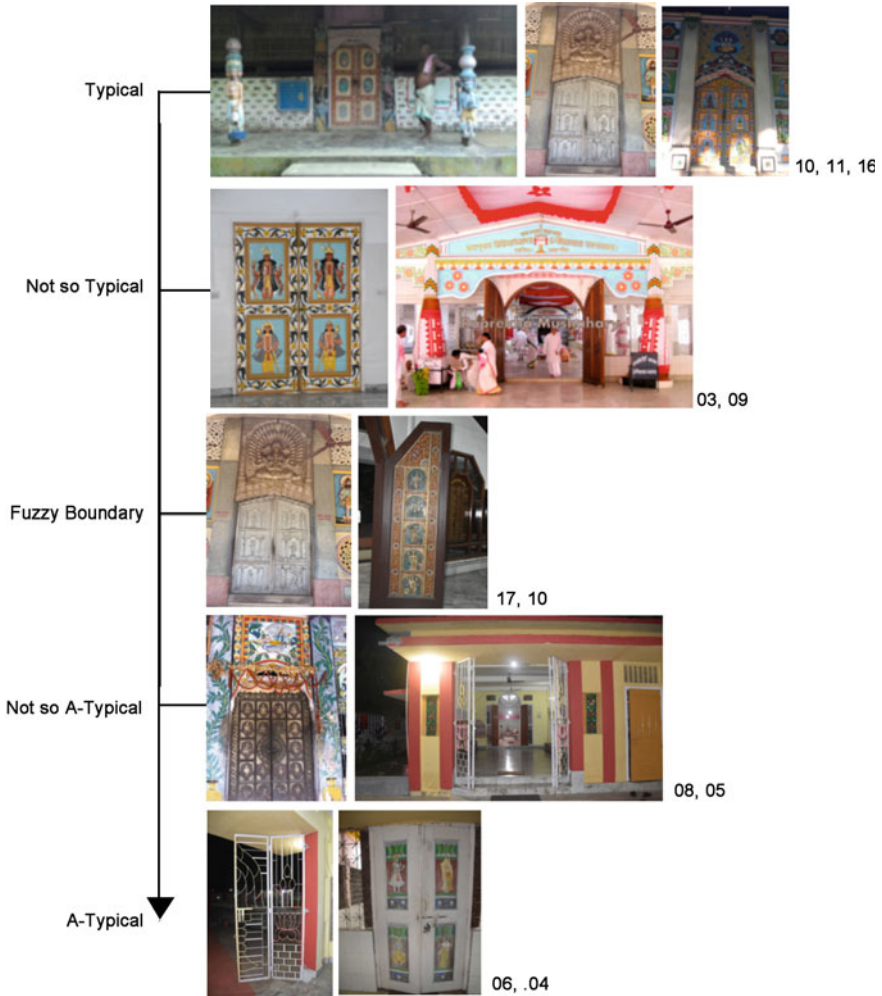 Typical
10, 11, 16
Not so Typical
03, 09
Fuzzy Boundary
17, 10
Not so A-Typical
08, 05
A-Typical
06, .04